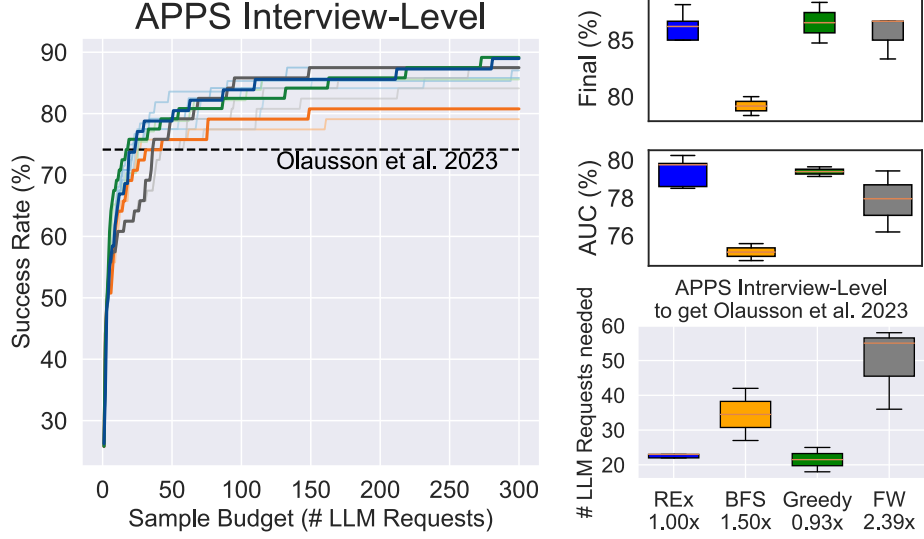 APPS Interview-Level
90
80
70
60
50
40
30
Success Rate (%)
Olausson et al. 2023
0
50
100
150
200
250
300
Sample Budget (# LLM Requests)
Final (%)
85
80
AUC (%)
80
78
76
APPS Intrerview-Level
to get Olausson et al. 2023
# LLM Requests needed
60
50
40
30
20
REx
BFS
Greedy
FW
1.00x
1.50x
0.93x
2.39x